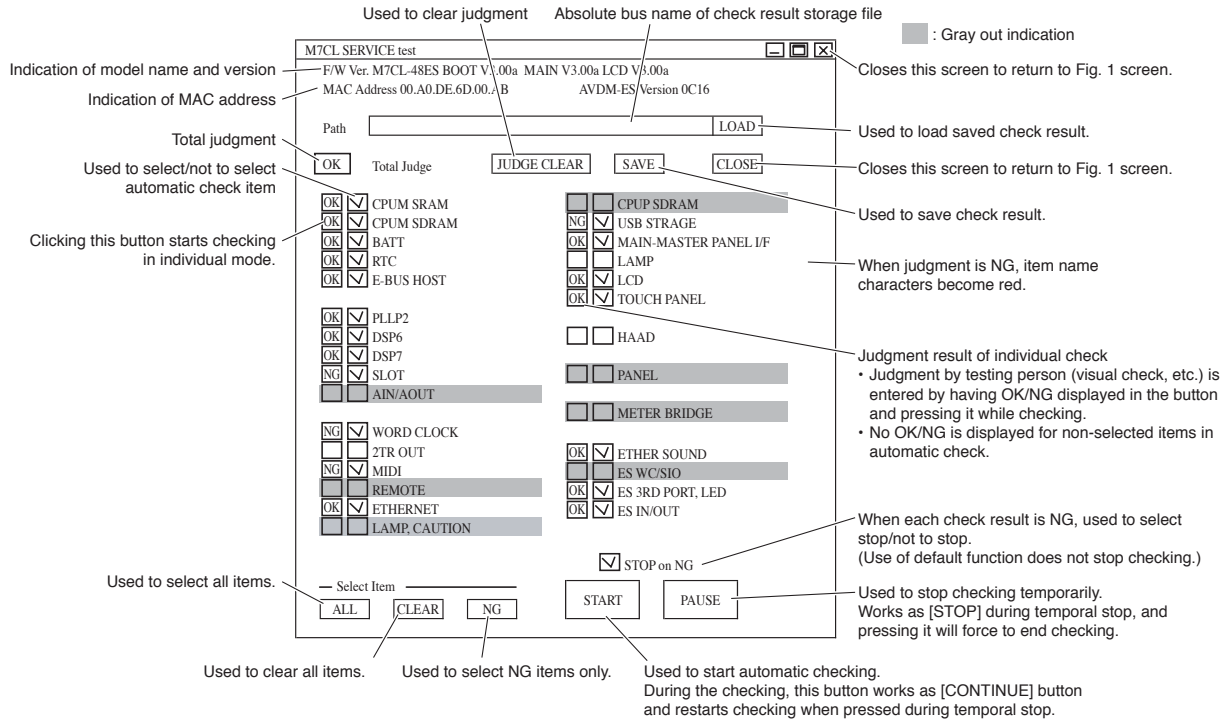 Used to clear judgment
Absolute bus name of check result storage file
: Gray out indication
M7CL SERVICE test
Indication of model name and version
F/W Ver. M7CL-48ES BOOT V3.00a MAIN V3.00a LCD V3.00a
Closes this screen to return to Fig. 1 screen.
Indication of MAC address
MAC Address 00.A0.DE.6D.00. B
AVDM-ES Version 0C16
Path
LOAD
Used to load saved check result.
Total judgment
OK Total Judge
JUDGE CLEAR
SAVE
CLOSE
Closes this screen to return to Fig. 1 screen.
Used to select/not to select
automatic check item
Clicking this button starts checking
in individual mode.
OK CPUM SRAM
OK CPUM SDRAM
OK BATT
OK RTC
OK E-BUS HOST
OK PLLP2
OK DSP6
OK DSP7
NG SLOT
AIN/AOUT
NG WORD CLOCK
2TR OUT
NG MIDI
REMOTE
OK ETHERNET
LAMP, CAUTION
CPUP SDRAM
NG USB STRAGE
OK MAIN-MASTER PANEL I/F
LAMP
OK LCD
OK TOUCH PANEL
HAAD
PANEL
METER BRIDGE
OK ETHER SOUND
ES WC/SIO
OK ES 3RD PORT, LED
OK ES IN/OUT
Used to save check result.
When judgment is NG, item name
characters become red.
Judgment result of individual check
• Judgment by testing person (visual check, etc.) is
entered by having OK/NG displayed in the button
and pressing it while checking.
• No OK/NG is displayed for non-selected items in
automatic check.
When each check result is NG, used to select
stop/not to stop.
(Use of default function does not stop checking.)
STOP on NG
Used to select all items.
Select Item
ALL
CLEAR
NG
START
PAUSE
Used to stop checking temporarily.
Works as [STOP] during temporal stop, and
pressing it will force to end checking.
Used to clear all items.
Used to select NG items only.
Used to start automatic checking.
During the checking, this button works as [CONTINUE] button
and restarts checking when pressed during temporal stop.